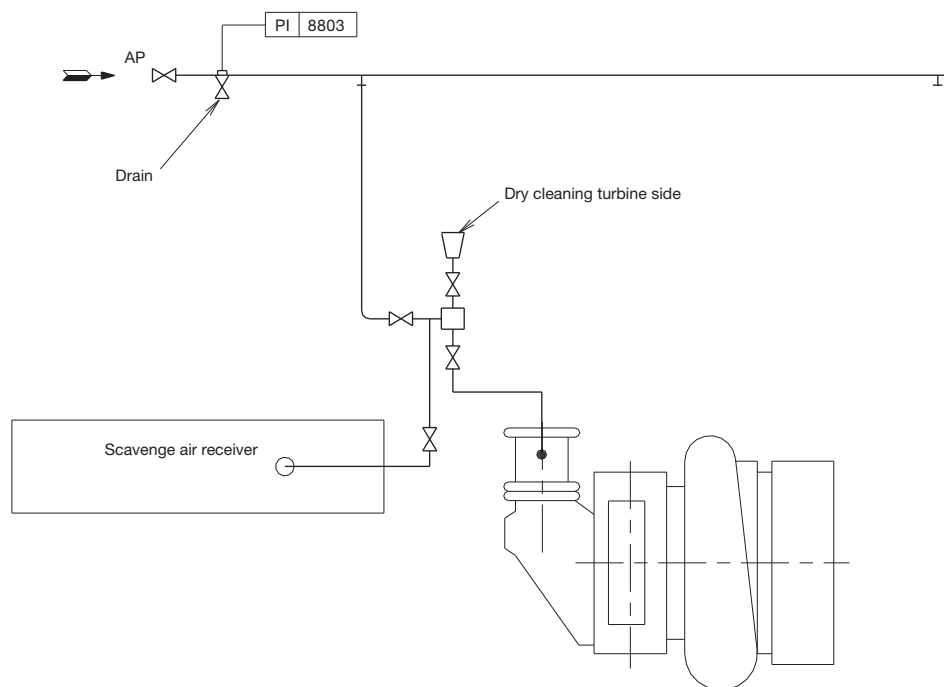 PI 8803
AP
Drain
Dry cleaning turbine side
Scavenge air receiver